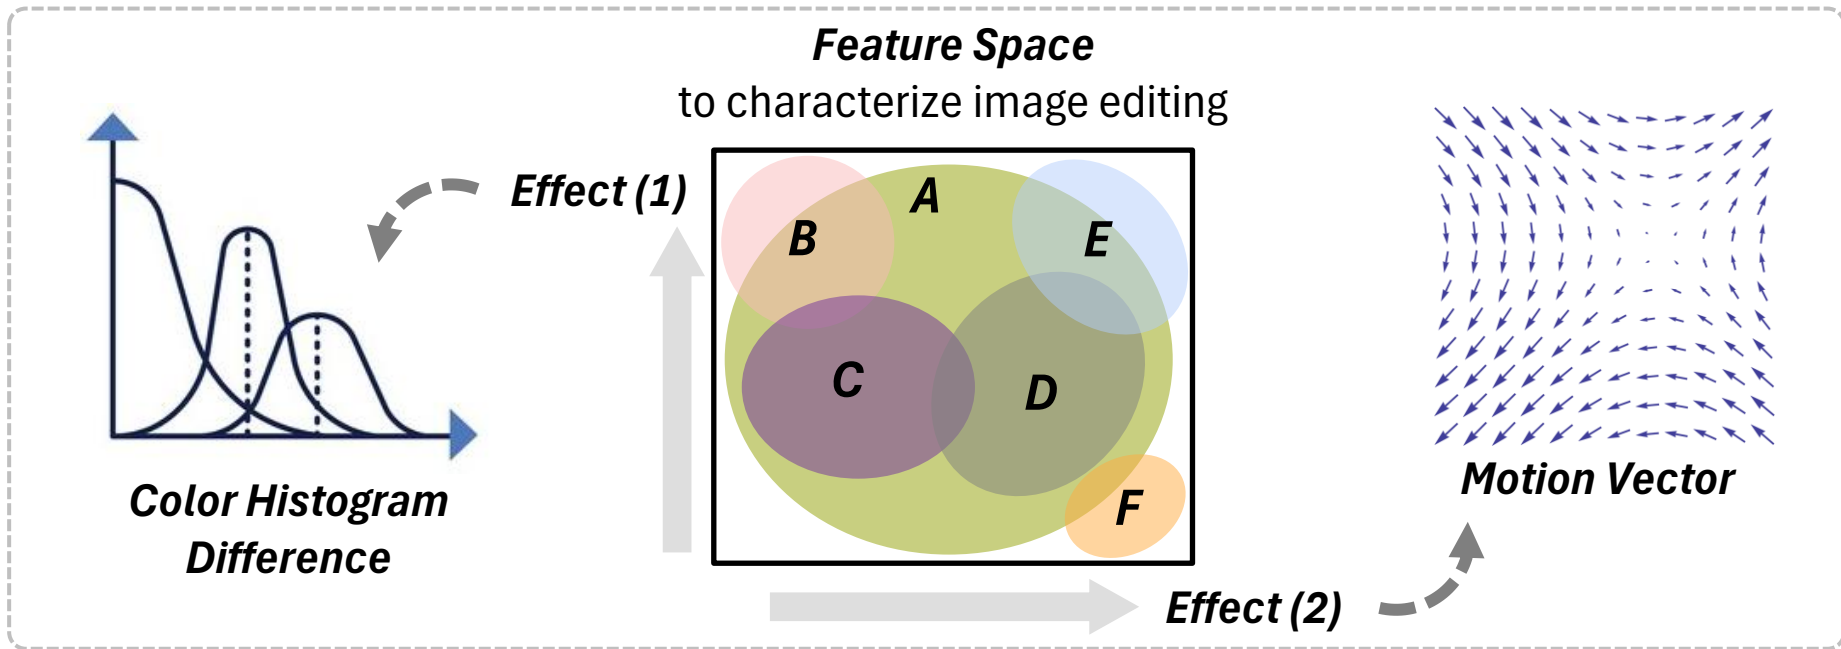 Feature Space
to characterize image editing
Effect (1)
A
B
E
C
D
F
Color Histogram
Difference
Motion Vector
Effect (2)